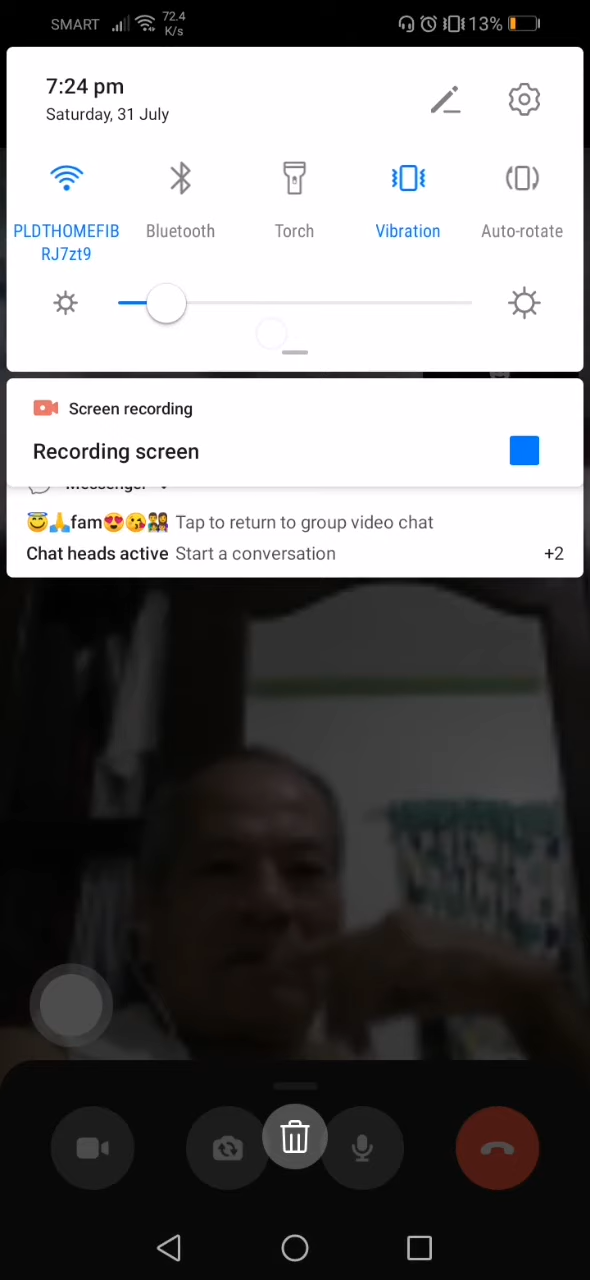 SMART 72.4 K/s 13%
7:24 pm
Saturday, 31 July
PLDTHOMEFIB RJ7zt9
Bluetooth
Torch
Vibration
Auto-rotate
Screen recording
Recording screen
Messenger
😇🙏fam😍😘👩‍❤️‍👨 Tap to return to group video chat
Chat heads active Start a conversation +2